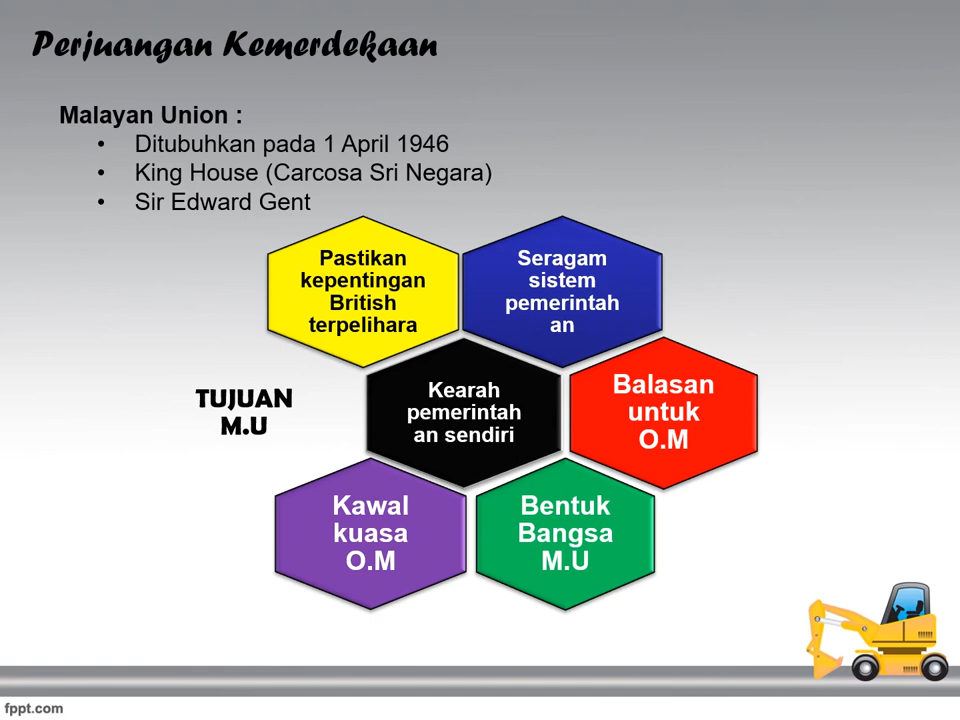 Perjuangan Kemerdekaan
Malayan Union :
• Ditubuhkan pada 1 April 1946
• King House (Carcosa Sri Negara)
• Sir Edward Gent
Pastikan
kepentingan
British
terpelihara
Seragam
sistem
pemerintah
an
TUJUAN
M.U
Kearah
pemerintah
an sendiri
Balasan
untuk
O.M
Kawal
kuasa
O.M
Bentuk
Bangsa
M.U
fppt.com